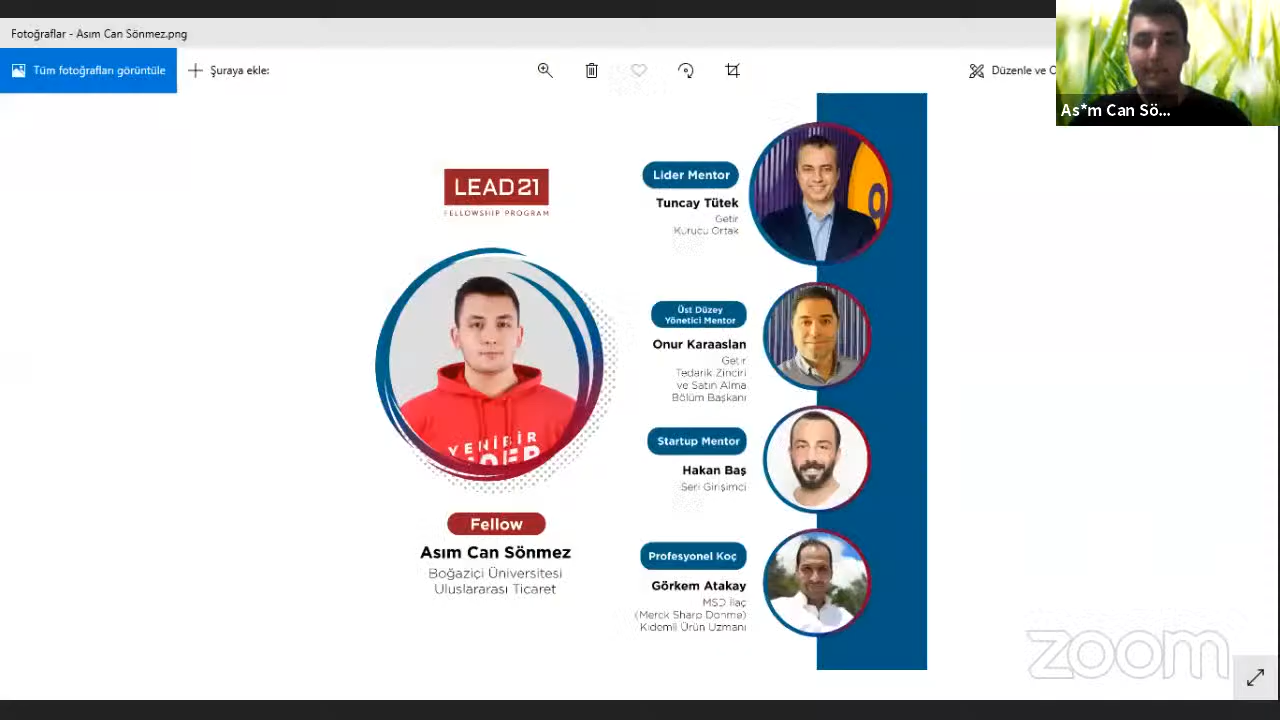 Fotoğraflar - Asım Can Sönmez.png
Tüm fotoğrafları görüntüle
Şuraya ekle:
Düzenle ve O
As*m Can Sö...
LEAD21
FELLOWSHIP PROGRAM
YENİBİR
Fellow
Asım Can Sönmez
Boğaziçi Üniversitesi
Uluslararası Ticaret
Lider Mentor
Tuncay Tütek
Getir
Kurucu Ortak
g
Üst Düzey
Yönetici Mentor
Onur Karaaslan
Getir
Tedarik Zinciri
ve Satın Alma
Bölüm Başkanı
Startup Mentor
Hakan Baş
Seri Girişimci
Profesyonel Koç
Görkem Atakay
MSD İlaç
(Merck Sharp Dohme)
Kıdemli Ürün Uzmanı
zoom